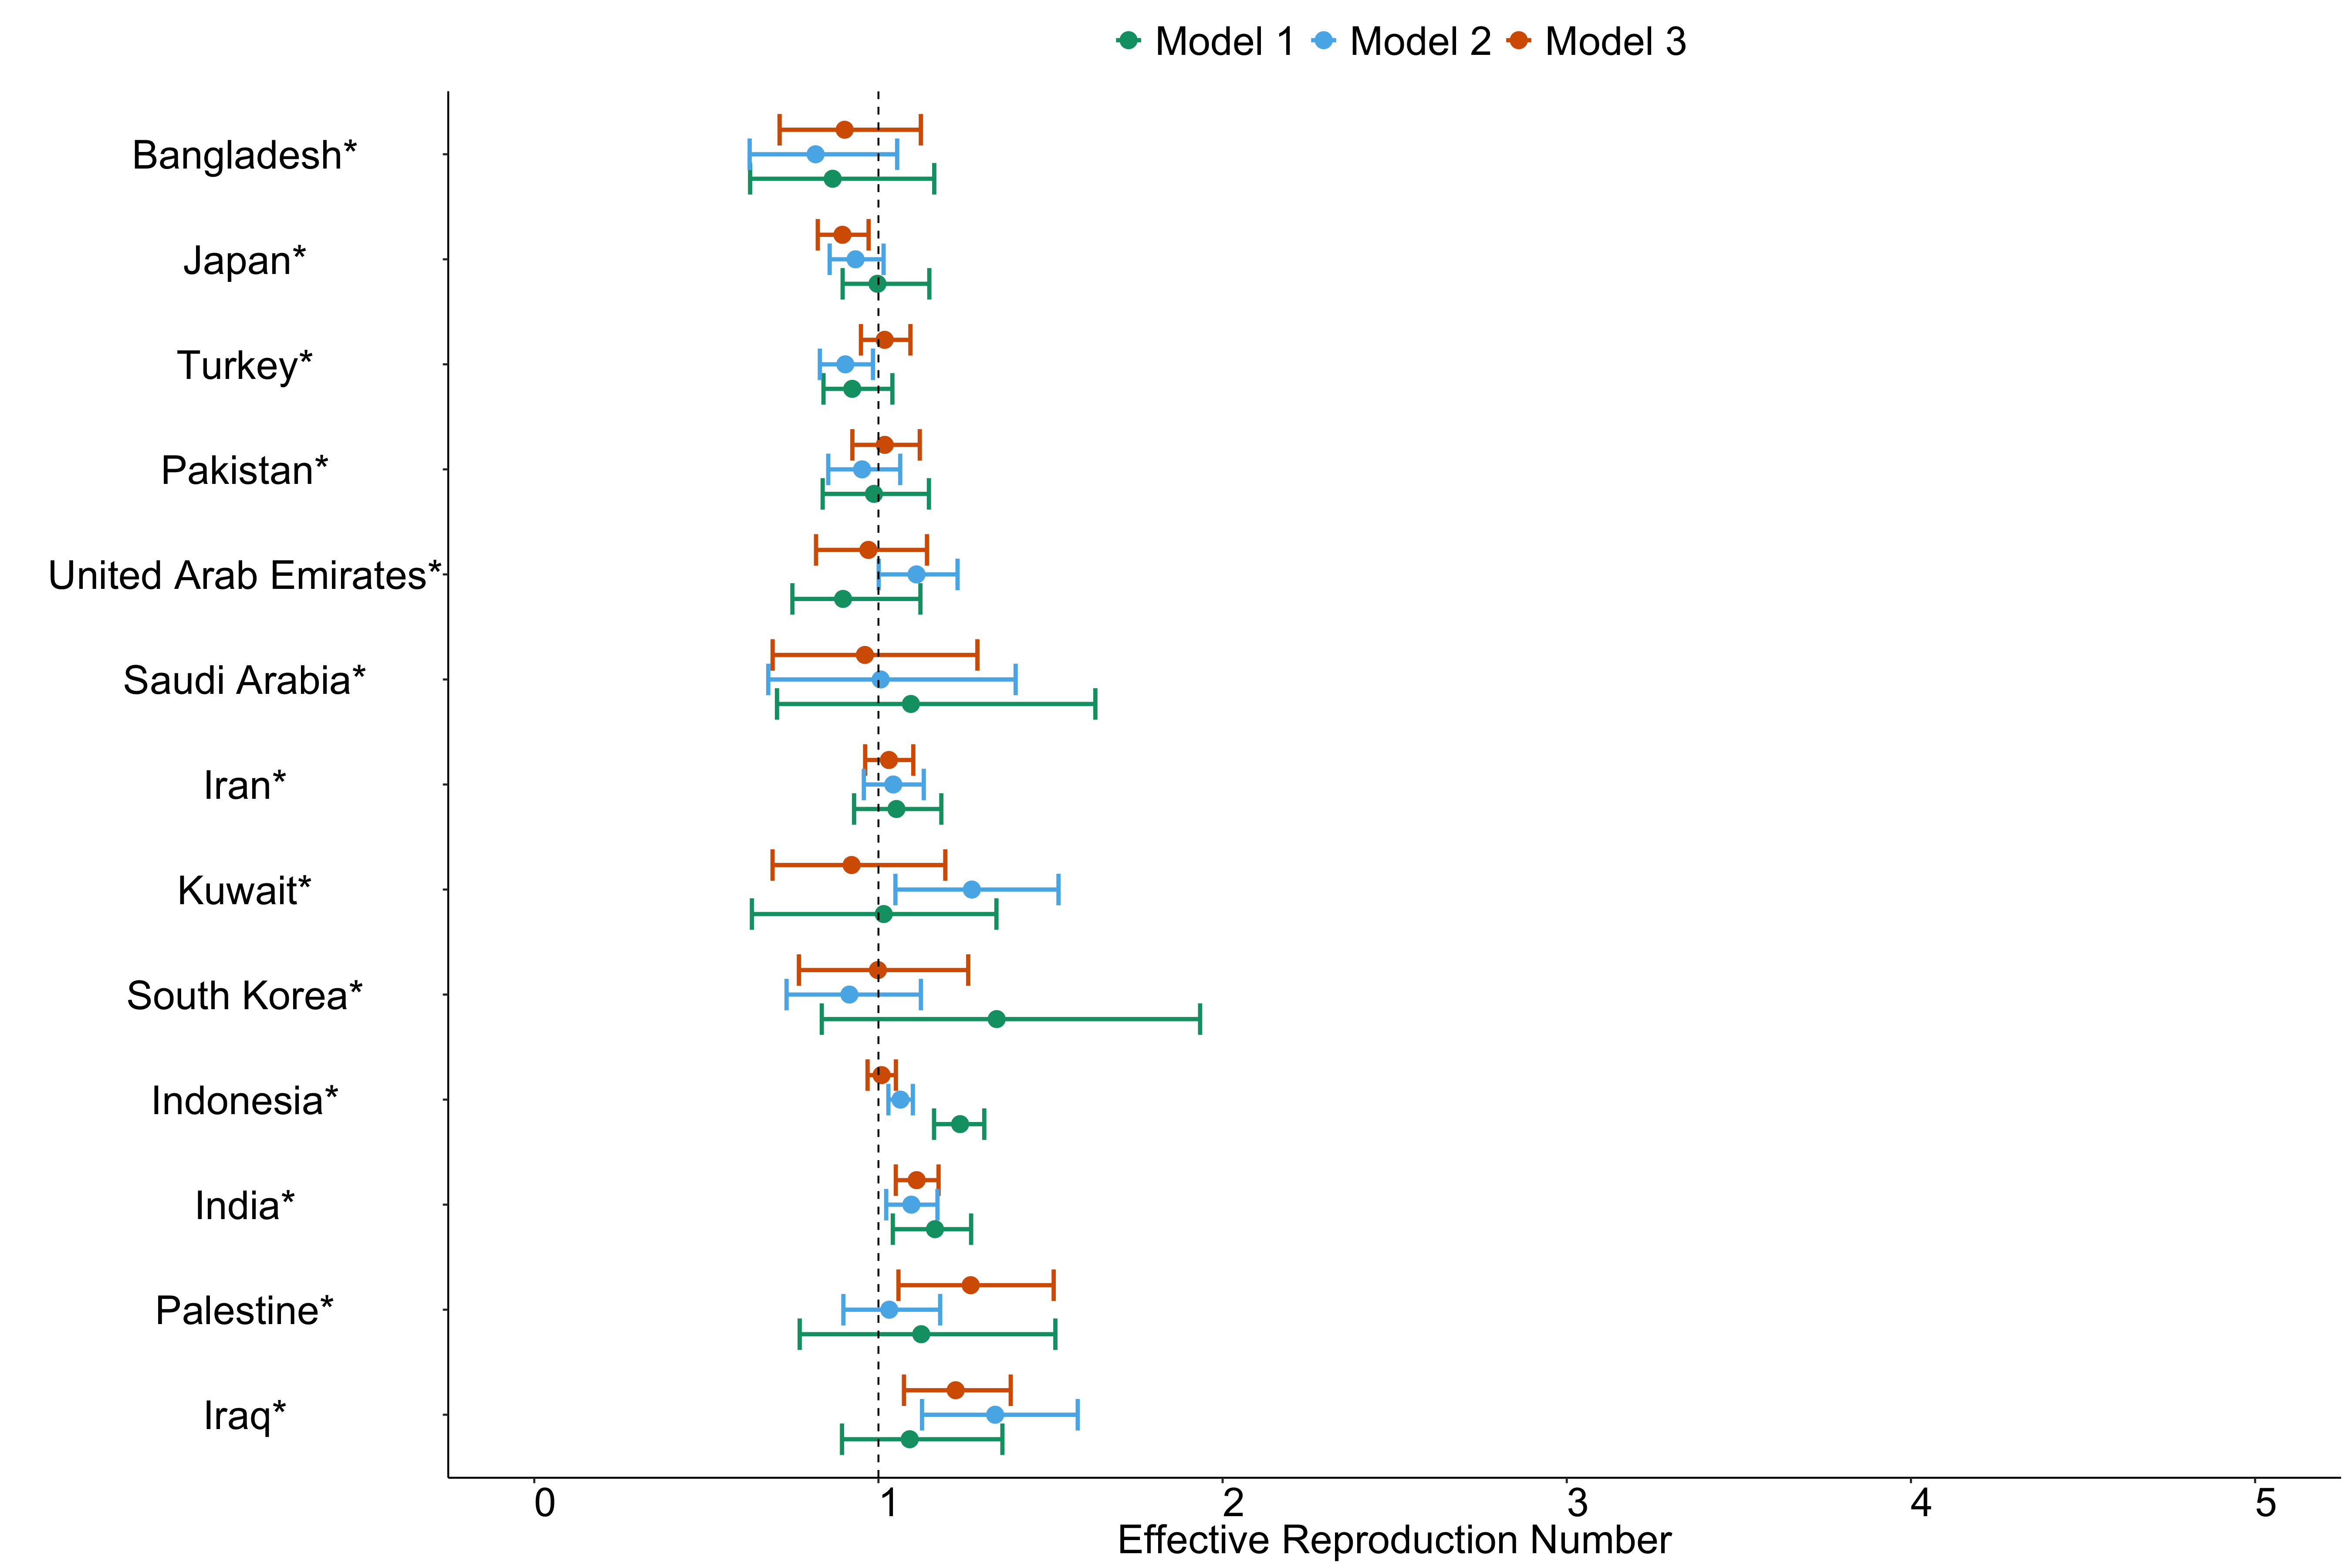 Model 1 Model 2 Model 3
Bangladesh*
Japan*
Turkey*
Pakistan*
United Arab Emirates*
Saudi Arabia*
Iran*
Kuwait*
South Korea*
Indonesia*
India*
Palestine*
Iraq*
0 1 2 3 4 5
Effective Reproduction Number